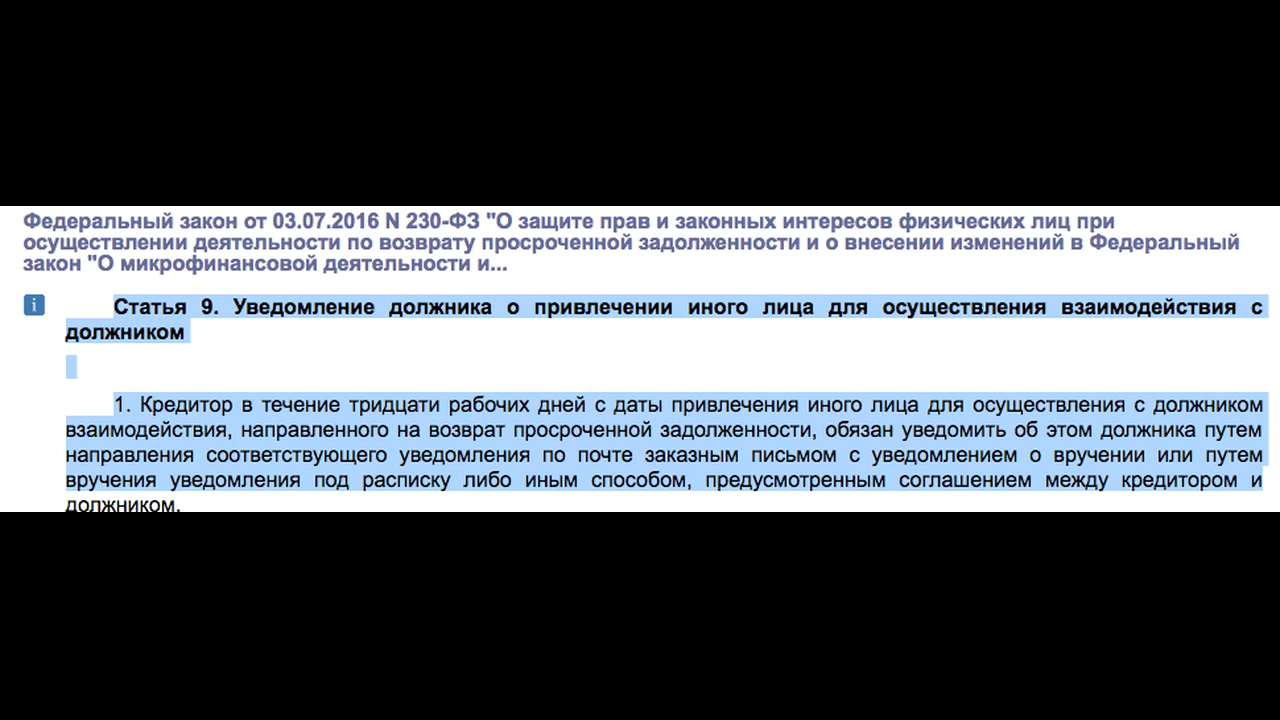 Федеральный закон от 03.07.2016 N 230-ФЗ "О защите прав и законных интересов физических лиц при
осуществлении деятельности по возврату просроченной задолженности и о внесении изменений в Федеральный
закон "О микрофинансовой деятельности и...
i
Статья 9. Уведомление должника о привлечении иного лица для осуществления взаимодействия с
должником
1. Кредитор в течение тридцати рабочих дней с даты привлечения иного лица для осуществления с должником
взаимодействия, направленного на возврат просроченной задолженности, обязан уведомить об этом должника путем
направления соответствующего уведомления по почте заказным письмом с уведомлением о вручении или путем
вручения уведомления под расписку либо иным способом, предусмотренным соглашением между кредитором и
должником.